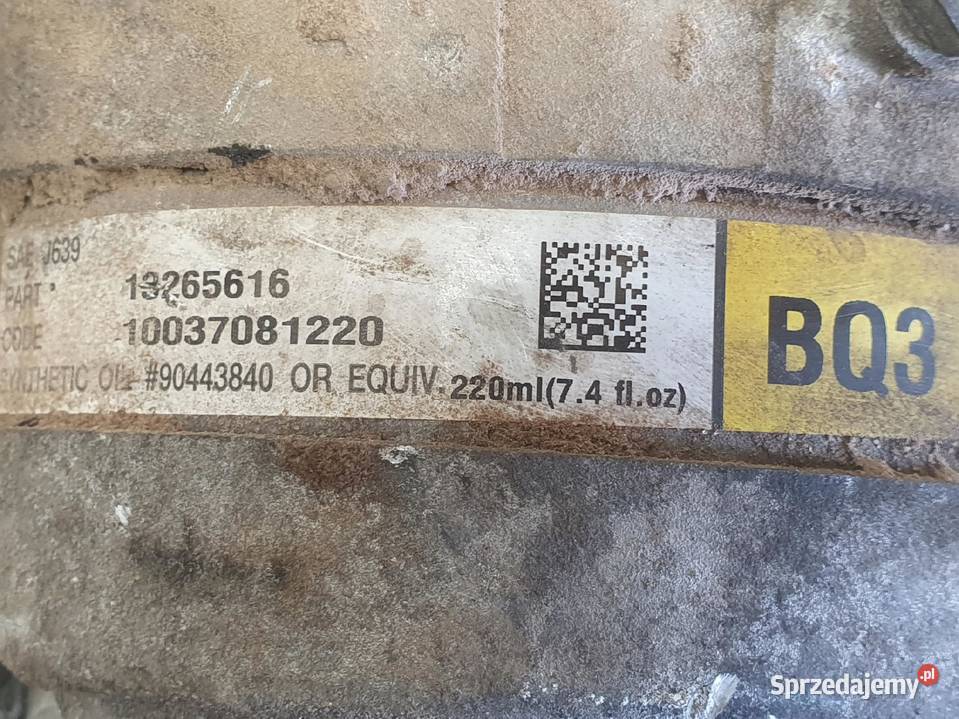 SAE J639
PART * 13265616
CODE 10037081220
SYNTHETIC OIL #90443840 OR EQUIV. 220ml(7.4 fl.oz)
BQ3
Sprzedajemy.pl